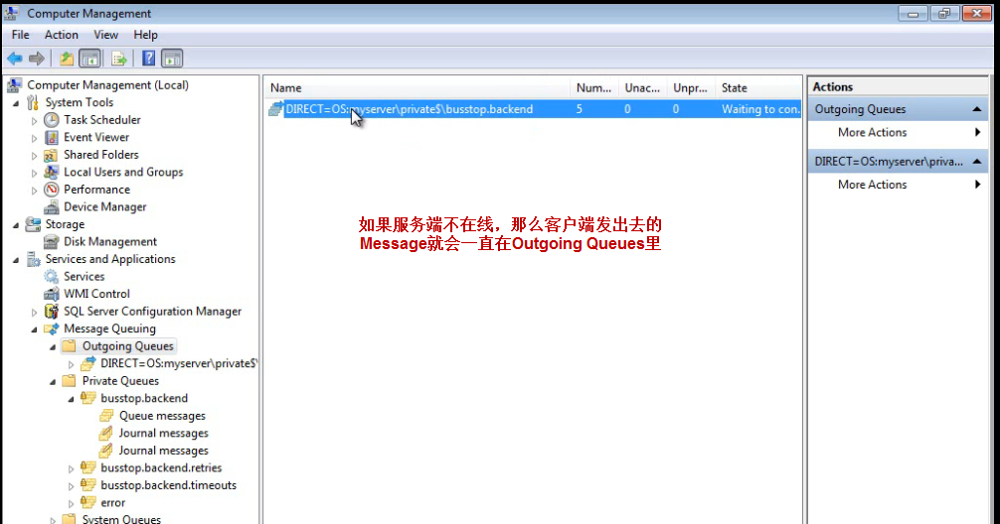 Computer Management
File Action View Help
Computer Management (Local)
System Tools
Task Scheduler
Event Viewer
Shared Folders
Local Users and Groups
Performance
Device Manager
Storage
Disk Management
Services and Applications
Services
WMI Control
SQL Server Configuration Manager
Message Queuing
Outgoing Queues
DIRECT=OS:myserver\private$\
Private Queues
busstop.backend
Queue messages
Journal messages
Journal messages
busstop.backend.retries
busstop.backend.timeouts
error
System Queues
Name Num... Unac... Unpr... State
DIRECT=OS:myserver\private$\busstop.backend 5 0 0 Waiting to con...
如果服务端不在线，那么客户端发出去的
Message就会一直在Outgoing Queues里
Actions
Outgoing Queues
More Actions
DIRECT=OS:myserver\priva...
More Actions